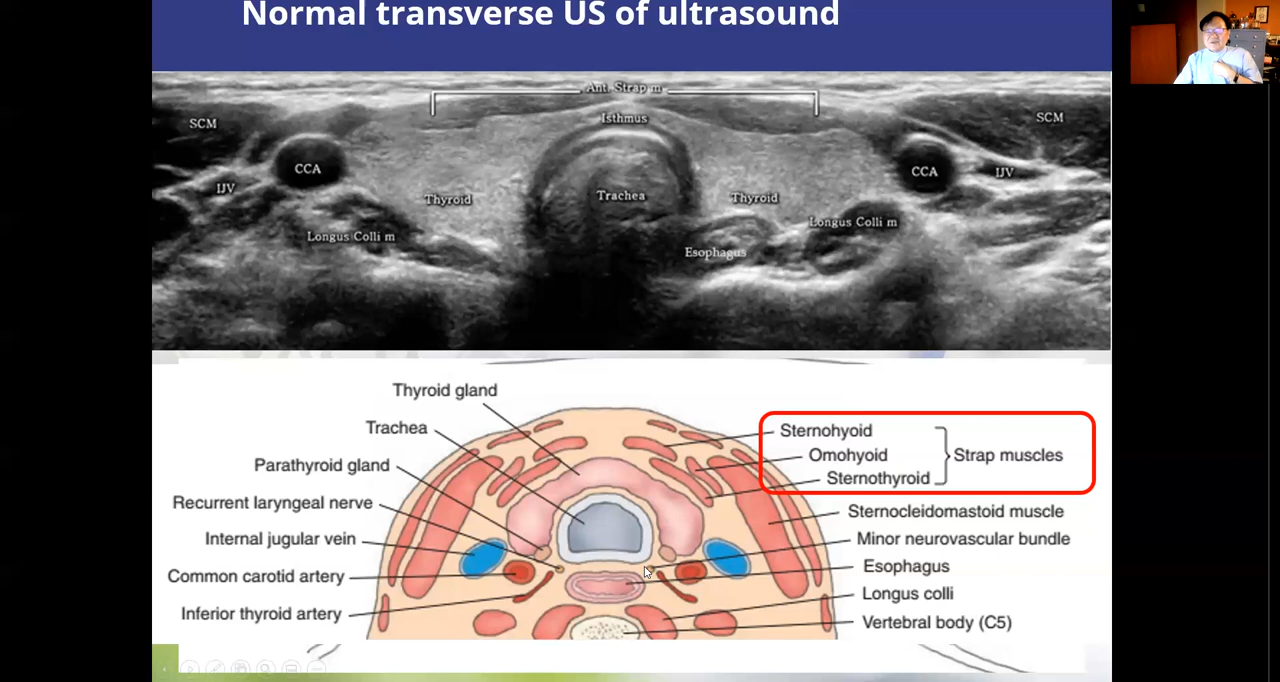 Normal transverse US of ultrasound
Ant. Strap m
Isthmus
SCM
SCM
CCA
CCA
IJV
IJV
Trachea
Thyroid
Thyroid
Longus Colli m
Longus Colli m
Esophagus
Thyroid gland
Trachea
Parathyroid gland
Recurrent laryngeal nerve
Internal jugular vein
Common carotid artery
Inferior thyroid artery
Sternohyoid
Omohyoid
Sternothyroid
Strap muscles
Sternocleidomastoid muscle
Minor neurovascular bundle
Esophagus
Longus colli
Vertebral body (C5)